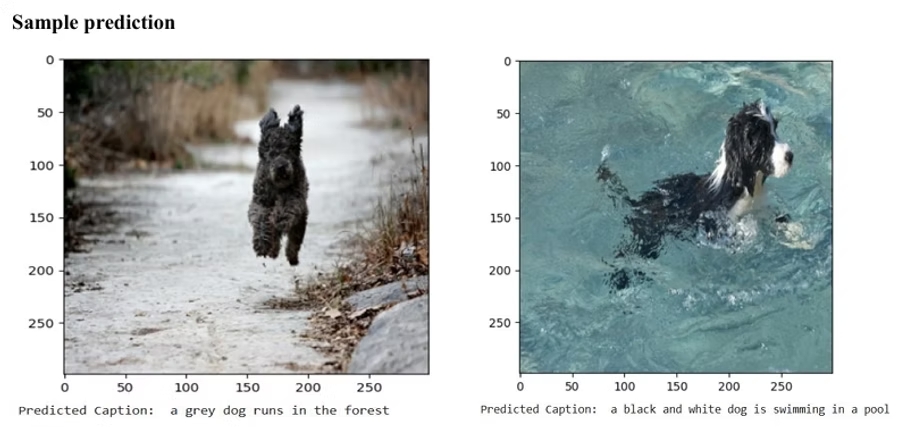 Sample prediction
0
50
100
150
200
250
0 50 100 150 200 250
Predicted Caption: a grey dog runs in the forest
0
50
100
150
200
250
0 50 100 150 200 250
Predicted Caption: a black and white dog is swimming in a pool